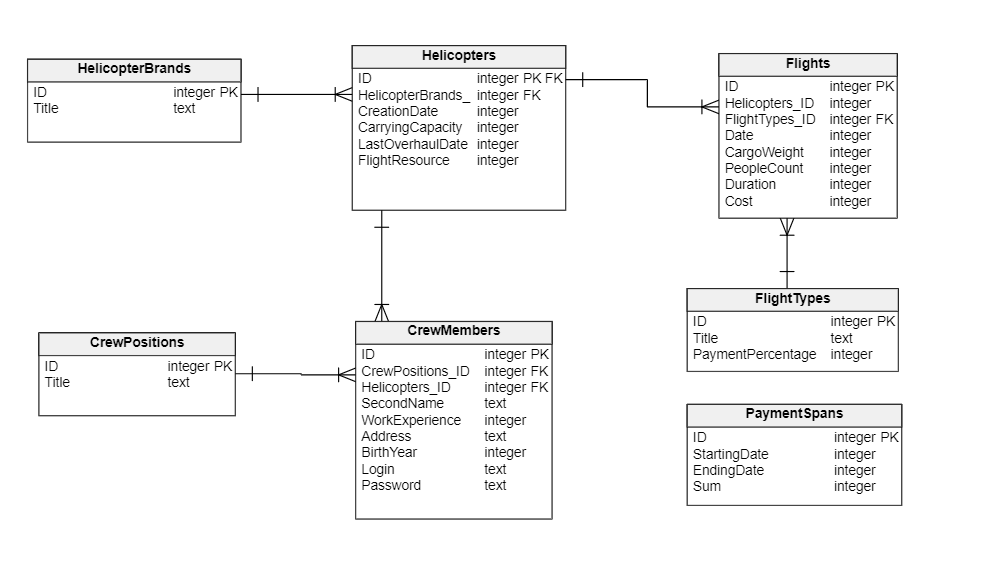 HelicopterBrands
ID integer PK
Title text
Helicopters
ID integer PK FK
HelicopterBrands_ integer FK
CreationDate integer
CarryingCapacity integer
LastOverhaulDate integer
FlightResource integer
Flights
ID integer PK
Helicopters_ID integer
FlightTypes_ID integer FK
Date integer
CargoWeight integer
PeopleCount integer
Duration integer
Cost integer
CrewPositions
ID integer PK
Title text
CrewMembers
ID integer PK
CrewPositions_ID integer FK
Helicopters_ID integer FK
SecondName text
WorkExperience integer
Address text
BirthYear integer
Login text
Password text
FlightTypes
ID integer PK
Title text
PaymentPercentage integer
PaymentSpans
ID integer PK
StartingDate integer
EndingDate integer
Sum integer